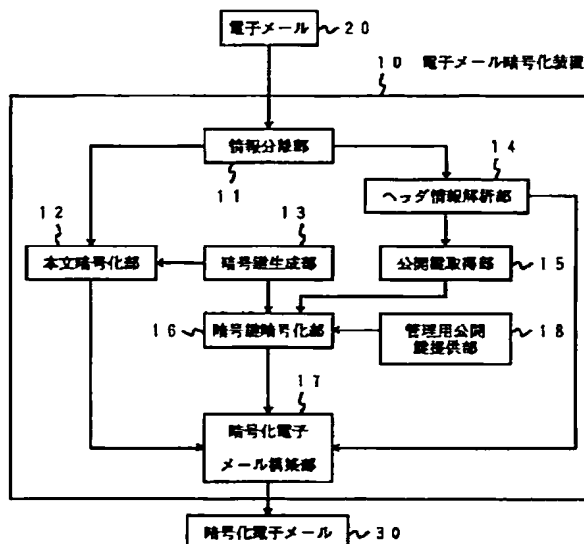 電子メール 20
10 電子メール暗号化装置
情報分離部
11
14
ヘッダ情報解析部
12
13
本文暗号化部
暗号鍵生成部
公開鍵取得部 15
16 暗号鍵暗号化部
管理用公開
鍵提供部
18
17
暗号化電子
メール構築部
暗号化電子メール 30